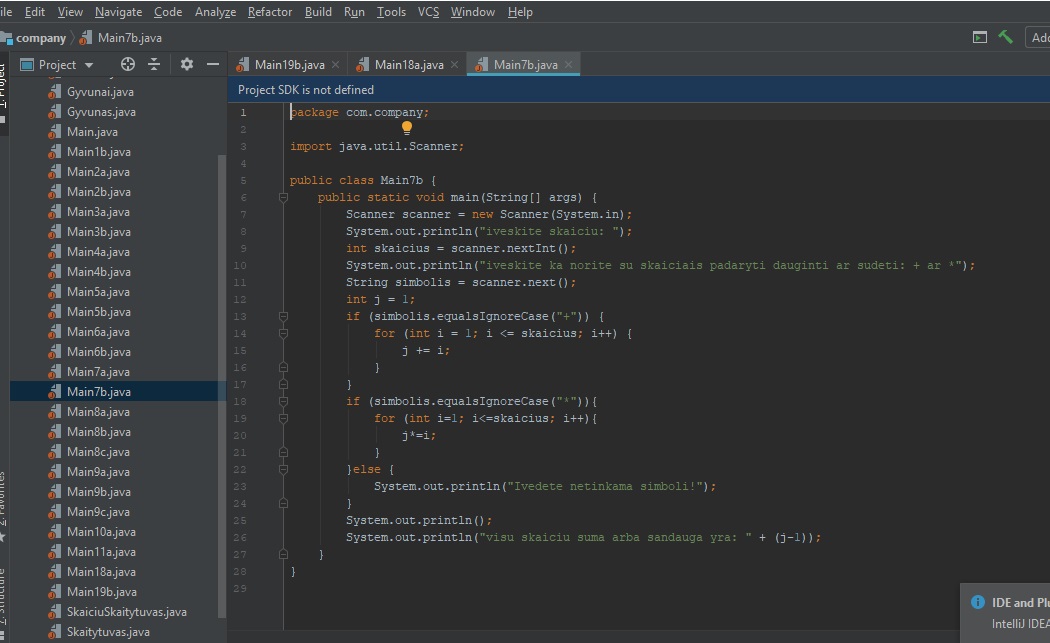 ile Edit View Navigate Code Analyze Refactor Build Run Tools VCS Window Help
company Main7b.java Add
1: Project
Project
Main19b.java Main18a.java Main7b.java
Project SDK is not defined
Gyvunai.java
Gyvunas.java
Main.java
Main1b.java
Main2a.java
Main2b.java
Main3a.java
Main3b.java
Main4a.java
Main4b.java
Main5a.java
Main5b.java
Main6a.java
Main6b.java
Main7a.java
Main7b.java
Main8a.java
Main8b.java
Main8c.java
Main9a.java
Main9b.java
Main9c.java
Main10a.java
Main11a.java
Main18a.java
Main19b.java
SkaiciuSkaitytuvas.java
Skaitytuvas.java
2: Favorites
Z: Structure
1 package com.company;
2
3 import java.util.Scanner;
4
5 public class Main7b {
6 public static void main(String[] args) {
7 Scanner scanner = new Scanner(System.in);
8 System.out.println("iveskite skaiciu: ");
9 int skaicius = scanner.nextInt();
10 System.out.println("iveskite ka norite su skaiciais padaryti dauginti ar sudeti: + ar *");
11 String simbolis = scanner.next();
12 int j = 1;
13 if (simbolis.equalsIgnoreCase("+")) {
14 for (int i = 1; i <= skaicius; i++) {
15 j += i;
16 }
17 }
18 if (simbolis.equalsIgnoreCase("*")){
19 for (int i=1; i<=skaicius; i++){
20 j*=i;
21 }
22 }else {
23 System.out.println("Ivedete netinkama simboli!");
24 }
25 System.out.println();
26 System.out.println("visu skaiciu suma arba sandauga yra: " + (j-1));
27 }
28 }
29
IDE and Plu
IntelliJ IDEA